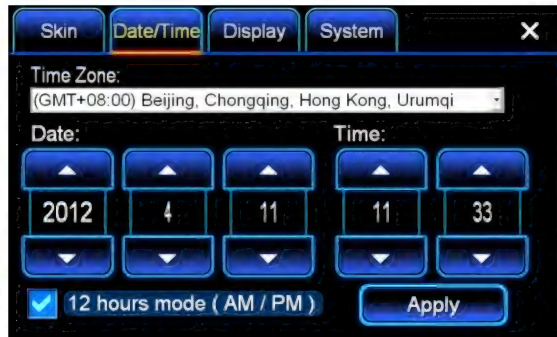 Skin Date/Time Display System X
Time Zone:
(GMT+08:00) Beijing, Chongqing, Hong Kong, Urumqi
Date: Time:
2012 4 11 11 33
12 hours mode ( AM / PM ) Apply